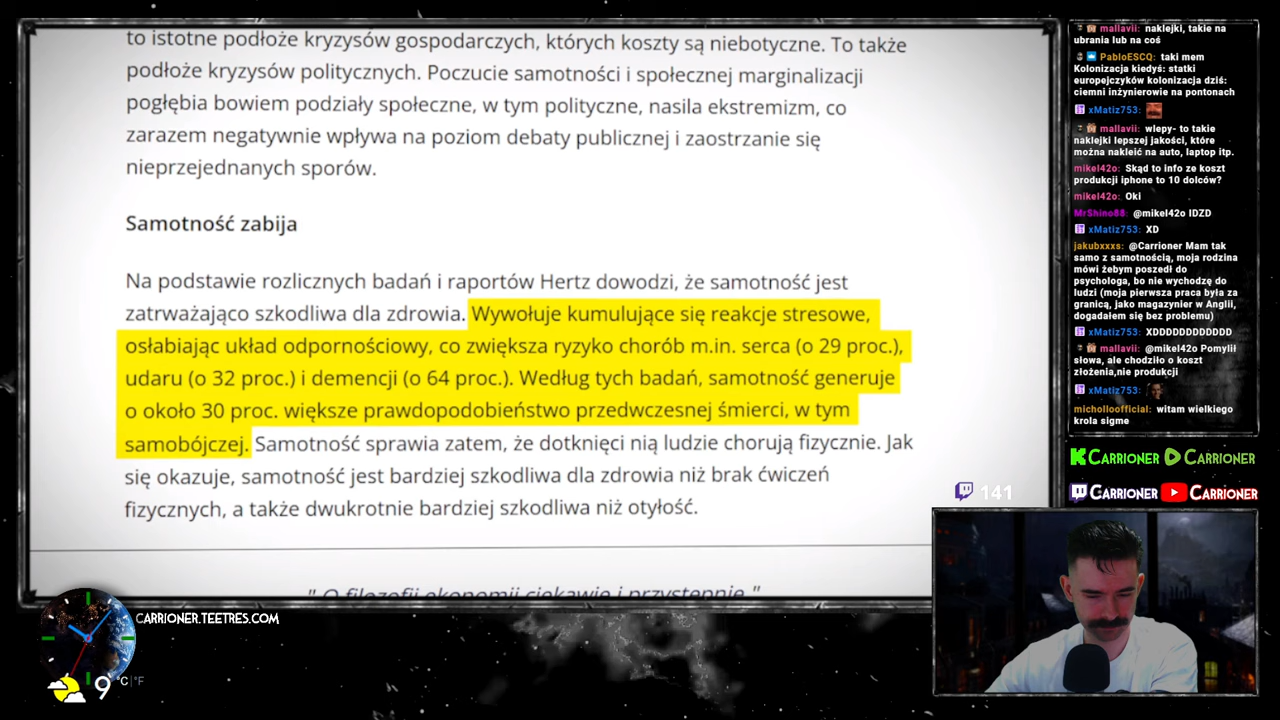 to istotne podłoże kryzysów gospodarczych, których koszty są niebotyczne. To także
podłoże kryzysów politycznych. Poczucie samotności i społecznej marginalizacji
pogłębia bowiem podziały społeczne, w tym polityczne, nasila ekstremizm, co
zarazem negatywnie wpływa na poziom debaty publicznej i zaostrzanie się
nieprzejednanych sporów.
Samotność zabija
Na podstawie rozlicznych badań i raportów Hertz dowodzi, że samotność jest
zatrważająco szkodliwa dla zdrowia. Wywołuje kumulujące się reakcje stresowe,
osłabiając układ odpornościowy, co zwiększa ryzyko chorób m.in. serca (o 29 proc.),
udaru (o 32 proc.) i demencji (o 64 proc.). Według tych badań, samotność generuje
o około 30 proc. większe prawdopodobieństwo przedwczesnej śmierci, w tym
samobójczej. Samotność sprawia zatem, że dotknięci nią ludzie chorują fizycznie. Jak
się okazuje, samotność jest bardziej szkodliwa dla zdrowia niż brak ćwiczeń
fizycznych, a także dwukrotnie bardziej szkodliwa niż otyłość.
" O filozofii ekonomii ciekawie i przystępnie "
141
CARRIONER.TEETRES.COM
9 °C|°F
mallavii: naklejki, takie na
ubrania lub na coś
PabloESCQ: taki mem
Kolonizacja kiedyś: statki
europejczyków kolonizacja dziś:
ciemni inżynierowie na pontonach
xMatiz753:
mallavii: wlepy- to takie
naklejki lepszej jakości, które
można nakleić na auto, laptop itp.
mikel42o: Skąd to info ze koszt
produkcji iphone to 10 dolców?
mikel42o: Oki
MrShino88: @mikel42o IDZD
xMatiz753: XD
jakubxxxs: @Carrioner Mam tak
samo z samotnością, moja rodzina
mówi żebym poszedł do
psychologa, bo nie wychodzę do
ludzi (moja pierwsza praca była za
granicą, jako magazynier w Anglii,
dogadałem się bez problemu)
xMatiz753: XDDDDDDDDDDDD
mallavii: @mikel42o Pomylił
słowa, ale chodziło o koszt
złożenia,nie produkcji
xMatiz753:
micholloofficial: witam wielkiego
krola sigme
CARRIONER CARRIONER
CARRIONER CARRIONER